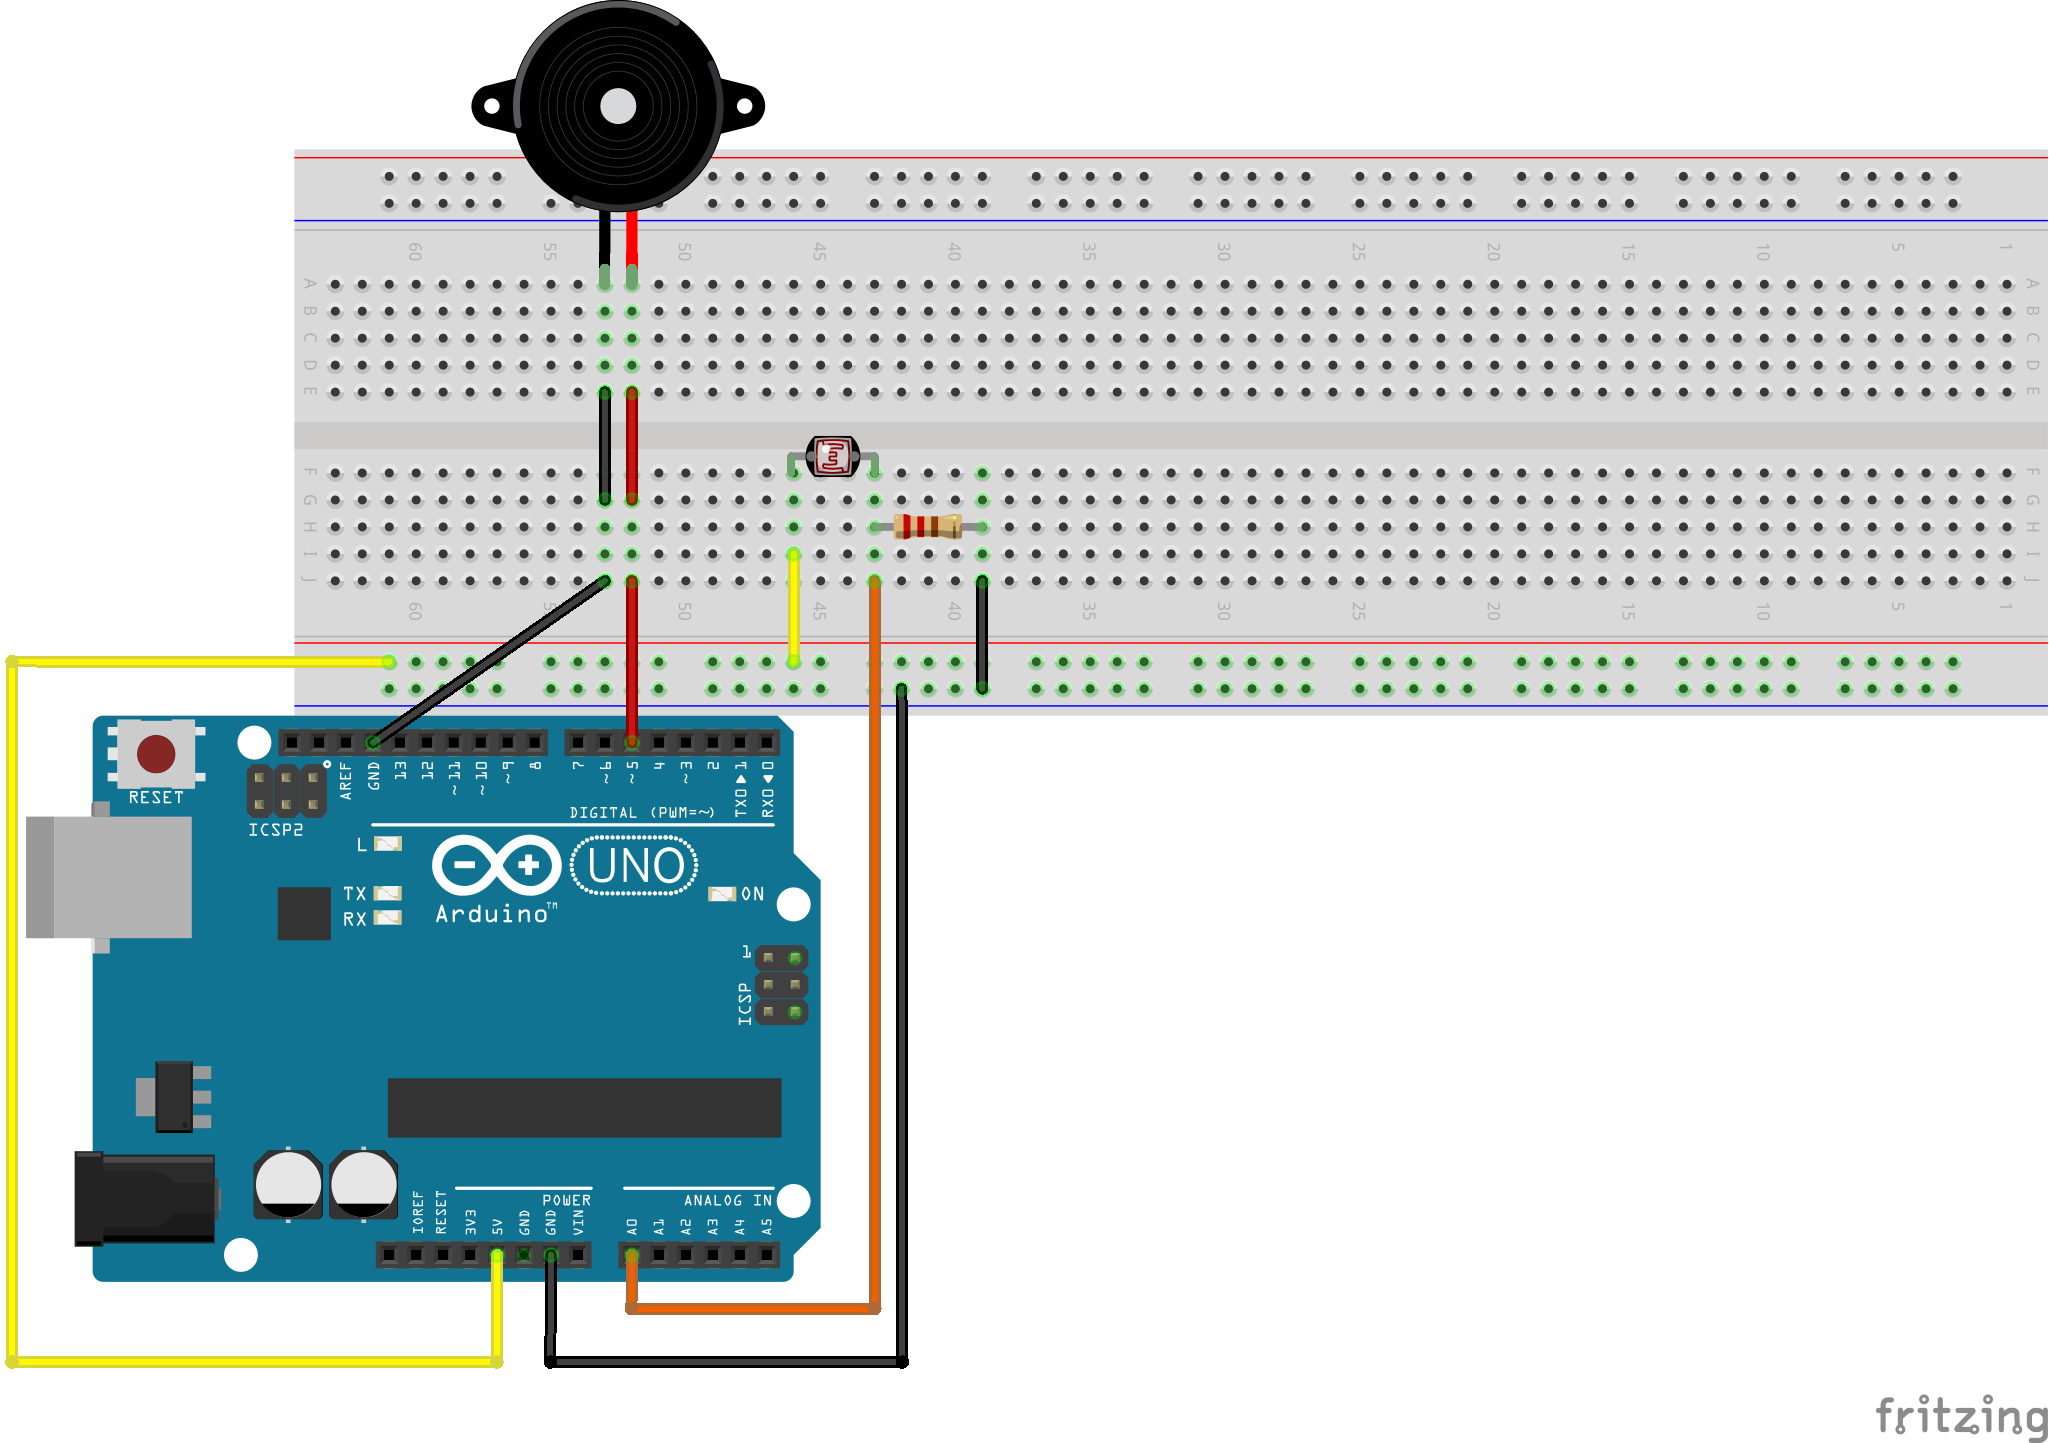 60 55 50 45 40 35 30 25 20 15 10 5 1
A A
B B
C C
D D
E E
F F
G G
H H
I I
J J
60 50 45 40 35 30 25 20 15 10 5 1
RESET
ICSP2
AREF GND 13 12 ~11 ~10 ~9 8 7 ~6 ~5 4 ~3 2 TX0 1 RX0 0
DIGITAL (PWM=~)
L
TX
RX
Arduino™
UNO
ON
1
ICSP
POWER
ANALOG IN
IOREF RESET 3V3 5V GND GND VIN A0 A1 A2 A3 A4 A5
fritzing